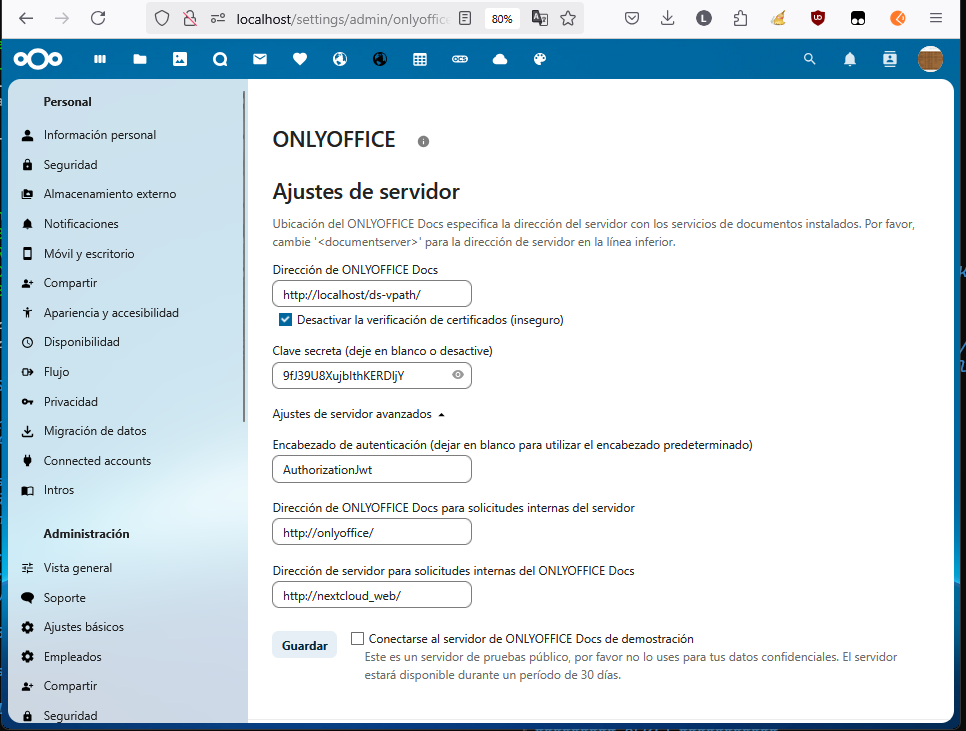 localhost/settings/admin/onlyoffice
80%
L
OCS
Personal
Información personal
Seguridad
Almacenamiento externo
Notificaciones
Móvil y escritorio
Compartir
Apariencia y accesibilidad
Disponibilidad
Flujo
Privacidad
Migración de datos
Connected accounts
Intros
Administración
Vista general
Soporte
Ajustes básicos
Empleados
Compartir
Seguridad
ONLYOFFICE
Ajustes de servidor
Ubicación del ONLYOFFICE Docs especifica la dirección del servidor con los servicios de documentos instalados. Por favor,
cambie '<documentserver>' para la dirección de servidor en la línea inferior.
Dirección de ONLYOFFICE Docs
http://localhost/ds-vpath/
Desactivar la verificación de certificados (inseguro)
Clave secreta (deje en blanco o desactive)
Ajustes de servidor avanzados
Encabezado de autenticación (dejar en blanco para utilizar el encabezado predeterminado)
AuthorizationJwt
Dirección de ONLYOFFICE Docs para solicitudes internas del servidor
http://onlyoffice/
Dirección de servidor para solicitudes internas del ONLYOFFICE Docs
http://nextcloud_web/
Guardar
Conectarse al servidor de ONLYOFFICE Docs de demostración
Este es un servidor de pruebas público, por favor no lo uses para tus datos confidenciales. El servidor
estará disponible durante un período de 30 días.